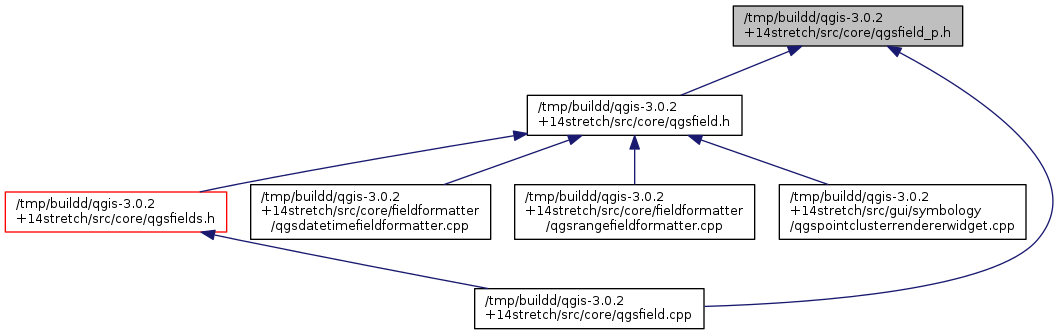 /tmp/buildd/qgis-3.0.2
+14stretch/src/core/qgsfield_p.h
/tmp/buildd/qgis-3.0.2
+14stretch/src/core/qgsfield.h
/tmp/buildd/qgis-3.0.2
+14stretch/src/core/qgsfields.h
/tmp/buildd/qgis-3.0.2
+14stretch/src/core/fieldformatter
/qgsdatetimefieldformatter.cpp
/tmp/buildd/qgis-3.0.2
+14stretch/src/core/fieldformatter
/qgsrangefieldformatter.cpp
/tmp/buildd/qgis-3.0.2
+14stretch/src/gui/symbology
/qgspointclusterrendererwidget.cpp
/tmp/buildd/qgis-3.0.2
+14stretch/src/core/qgsfield.cpp